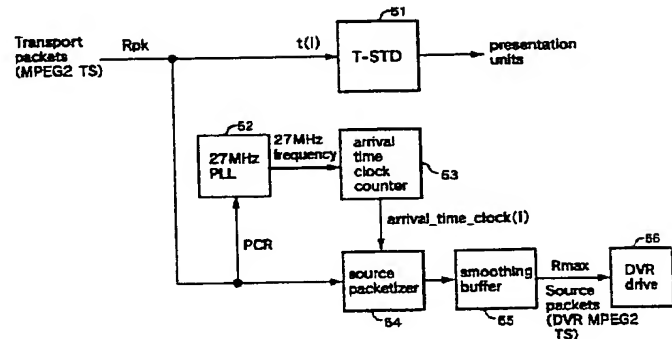 Transport
packets
(MPEG2 TS)
Rpk
t(i)
51
T-STD
presentation
units
52
27MHz
PLL
27MHz
frequency
arrival
time
clock
counter
53
arrival_time_clock(i)
PCR
source
packetizer
54
smoothing
buffer
55
Rmax
Source
packets
(DVR MPEG2
TS)
56
DVR
drive